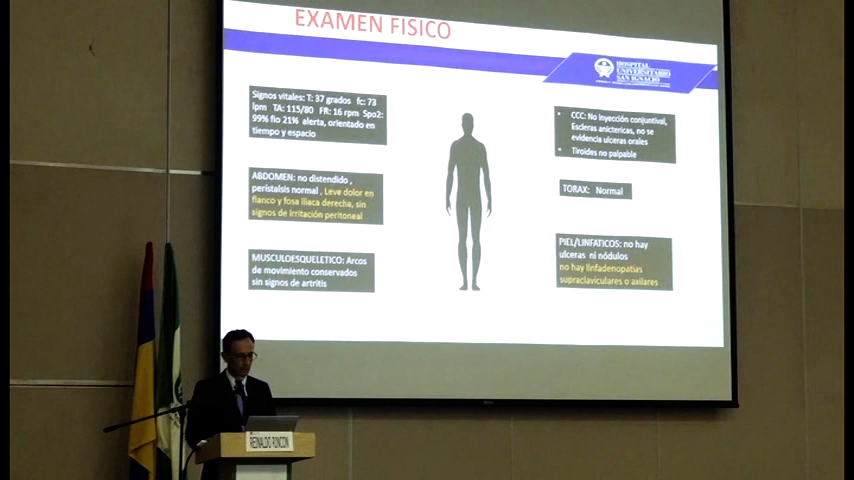 EXAMEN FISICO
HOSPITAL
UNIVERSITARIO
SAN IGNACIO
Signos vitales: T: 37 grados fc: 73
lpm TA: 115/80 FR: 16 rpm Spo2:
99% fio 21% alerta, orientado en
tiempo y espacio
ABDOMEN: no distendido ,
perístalsis normal , Leve dolor en
flanco y fosa iliaca derecha, sin
signos de irritación peritoneal
MUSCULOESQUELETICO: Arcos
de movimiento conservados
sin signos de artritis
• CCC: No inyección conjuntival,
Escleras anictericas, no se
evidencia ulceras orales
• Tiroides no palpable
TORAX: Normal
PIEL/LINFATICOS: no hay
ulceras ni nódulos
no hay linfadenopatias
supraclaviculares o axilares
REINALDO RINCON